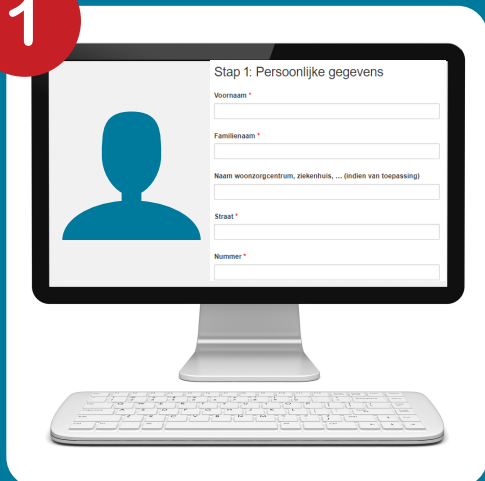 1
Stap 1: Persoonlijke gegevens
Voornaam *
Familienaam *
Naam woonzorgcentrum, ziekenhuis, ... (indien van toepassing)
Straat *
Nummer *